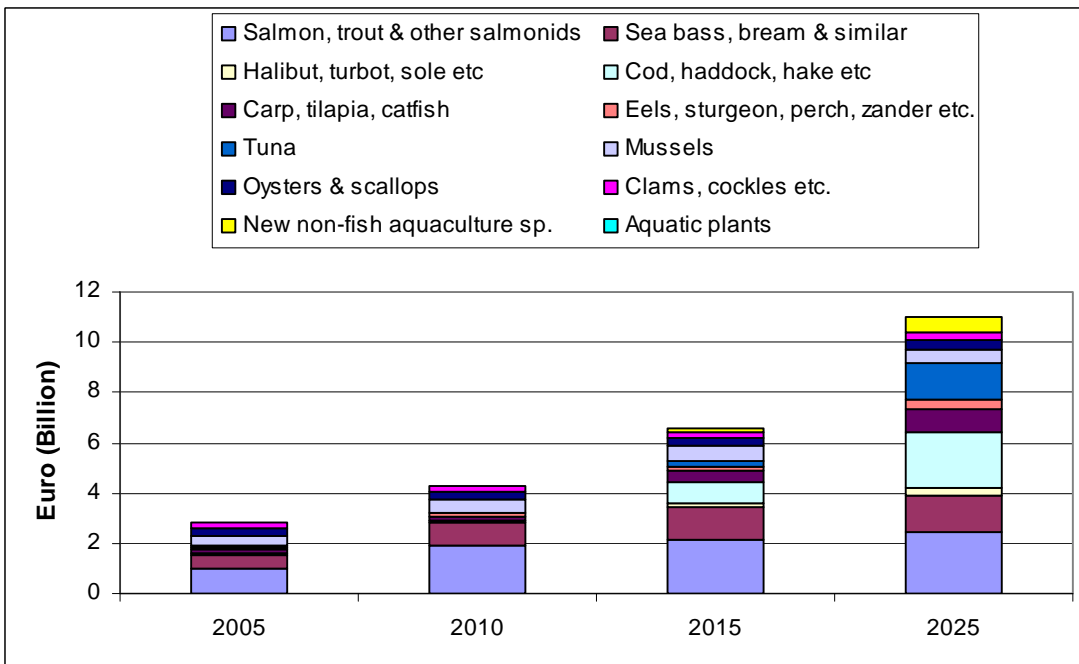 Salmon, trout & other salmonids Sea bass, bream & similar
Halibut, turbot, sole etc Cod, haddock, hake etc
Carp, tilapia, catfish Eels, sturgeon, perch, zander etc.
Tuna Mussels
Oysters & scallops Clams, cockles etc.
New non-fish aquaculture sp. Aquatic plants
12
10
8
6
4
2
0
Euro (Billion)
2005 2010 2015 2025